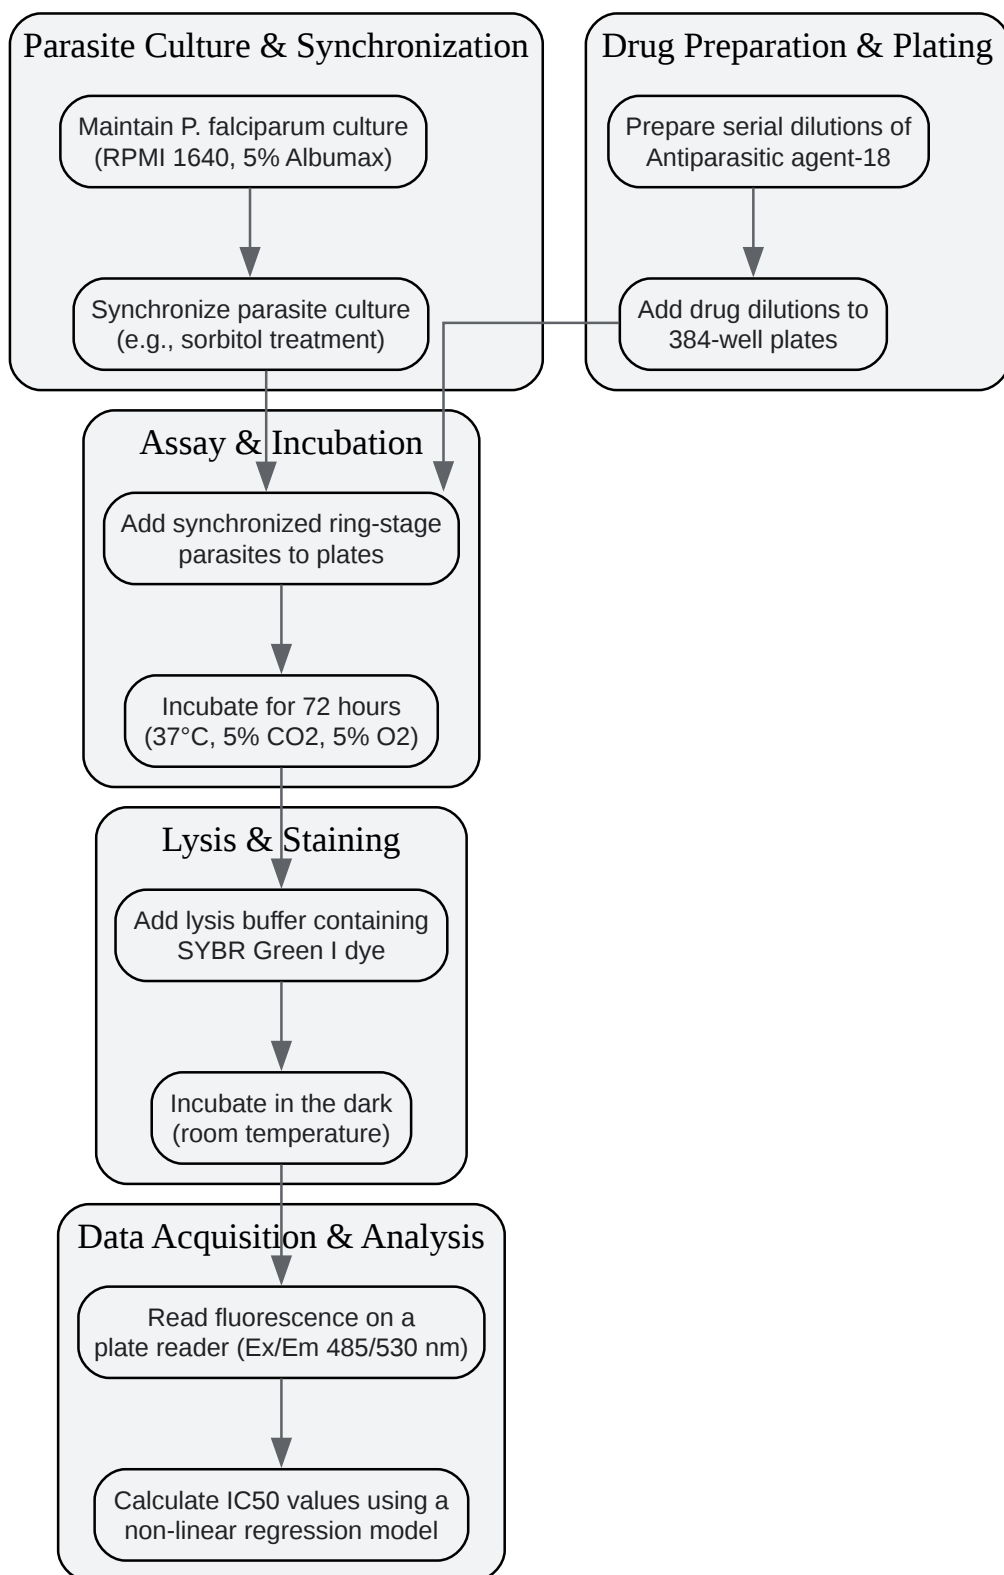 Parasite Culture & Synchronization
Maintain P. falciparum culture
(RPMI 1640, 5% Albumax)
Synchronize parasite culture
(e.g., sorbitol treatment)
Drug Preparation & Plating
Prepare serial dilutions of
Antiparasitic agent-18
Add drug dilutions to
384-well plates
Assay & Incubation
Add synchronized ring-stage
parasites to plates
Incubate for 72 hours
(37°C, 5% CO2, 5% O2)
Lysis & Staining
Add lysis buffer containing
SYBR Green I dye
Incubate in the dark
(room temperature)
Data Acquisition & Analysis
Read fluorescence on a
plate reader (Ex/Em 485/530 nm)
Calculate IC50 values using a
non-linear regression model